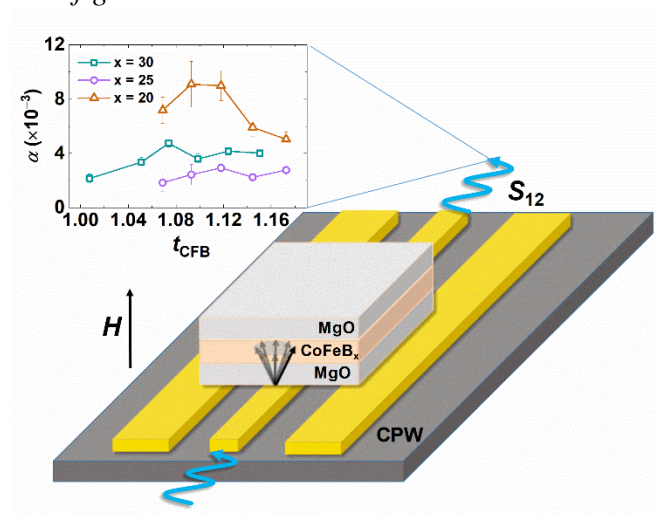 12
8
4
0
α (×10⁻³)
x = 30
x = 25
x = 20
1.00 1.04 1.08 1.12 1.16
t_CFB
S₁₂
H
MgO
CoFeBₓ
MgO
CPW